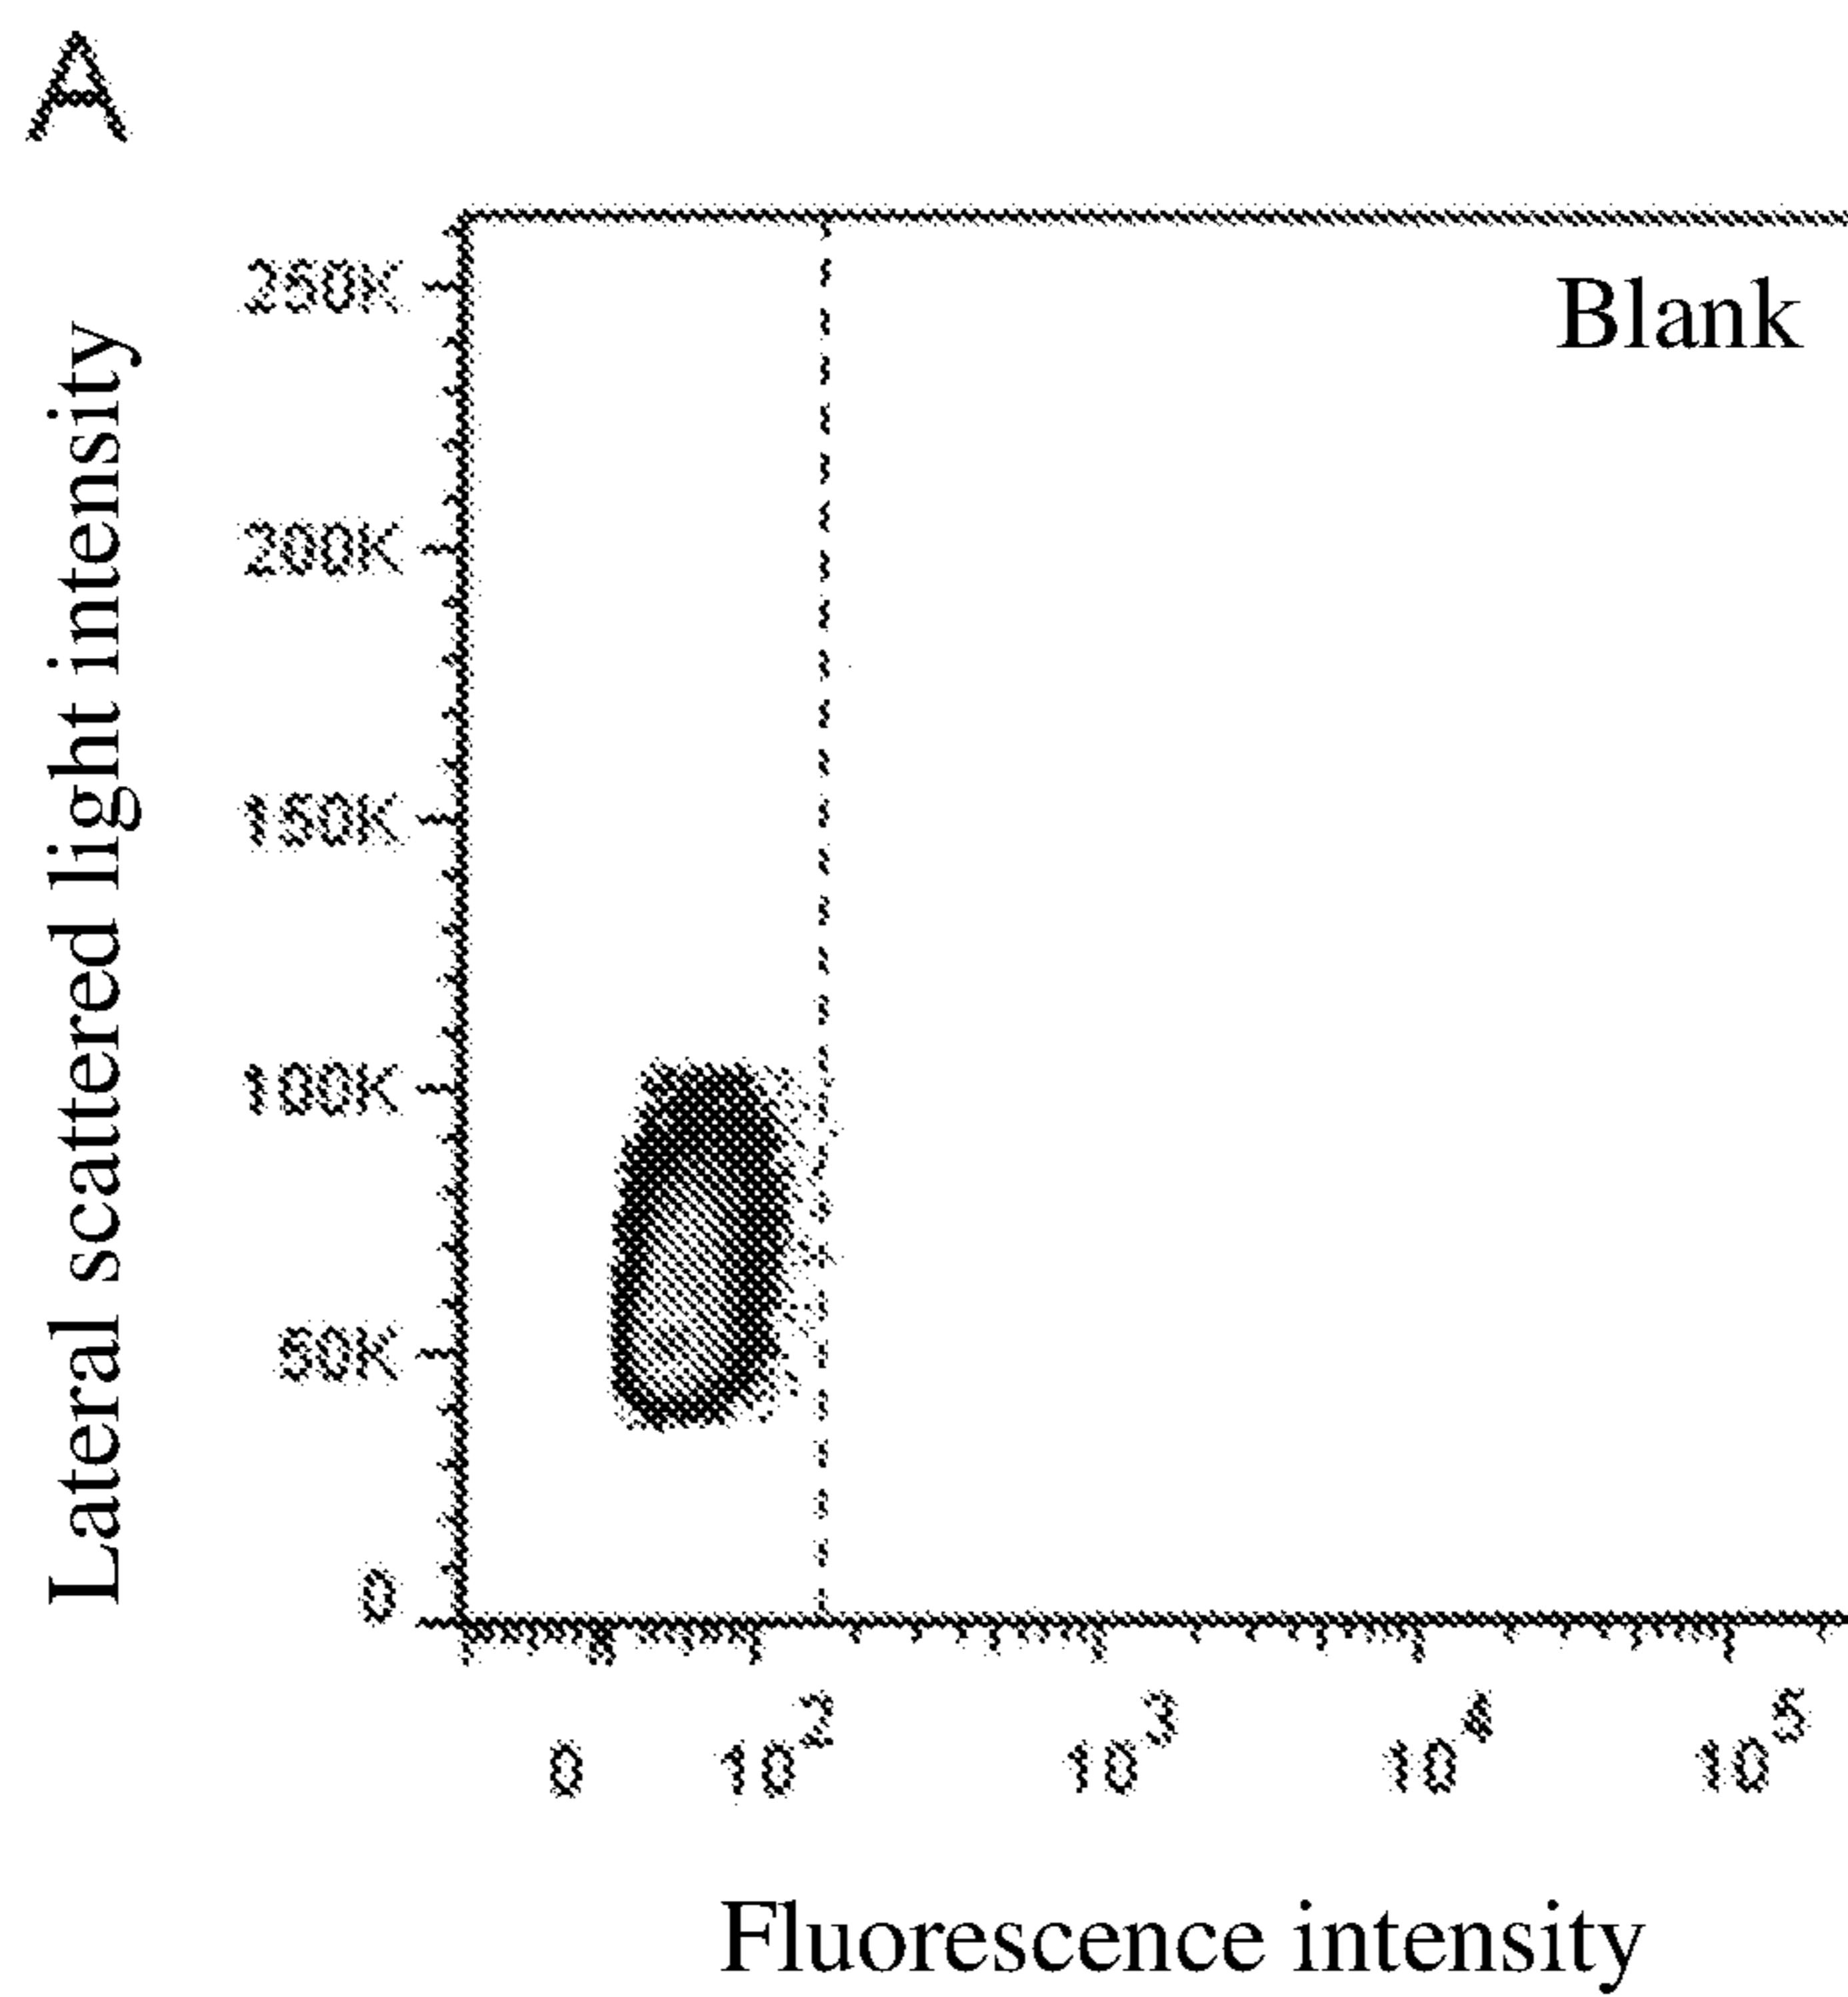 A
Blank
Lateral scattered light intensity
250K
200K
150K
100K
50K
0
0 10^2 10^3 10^4 10^5
Fluorescence intensity